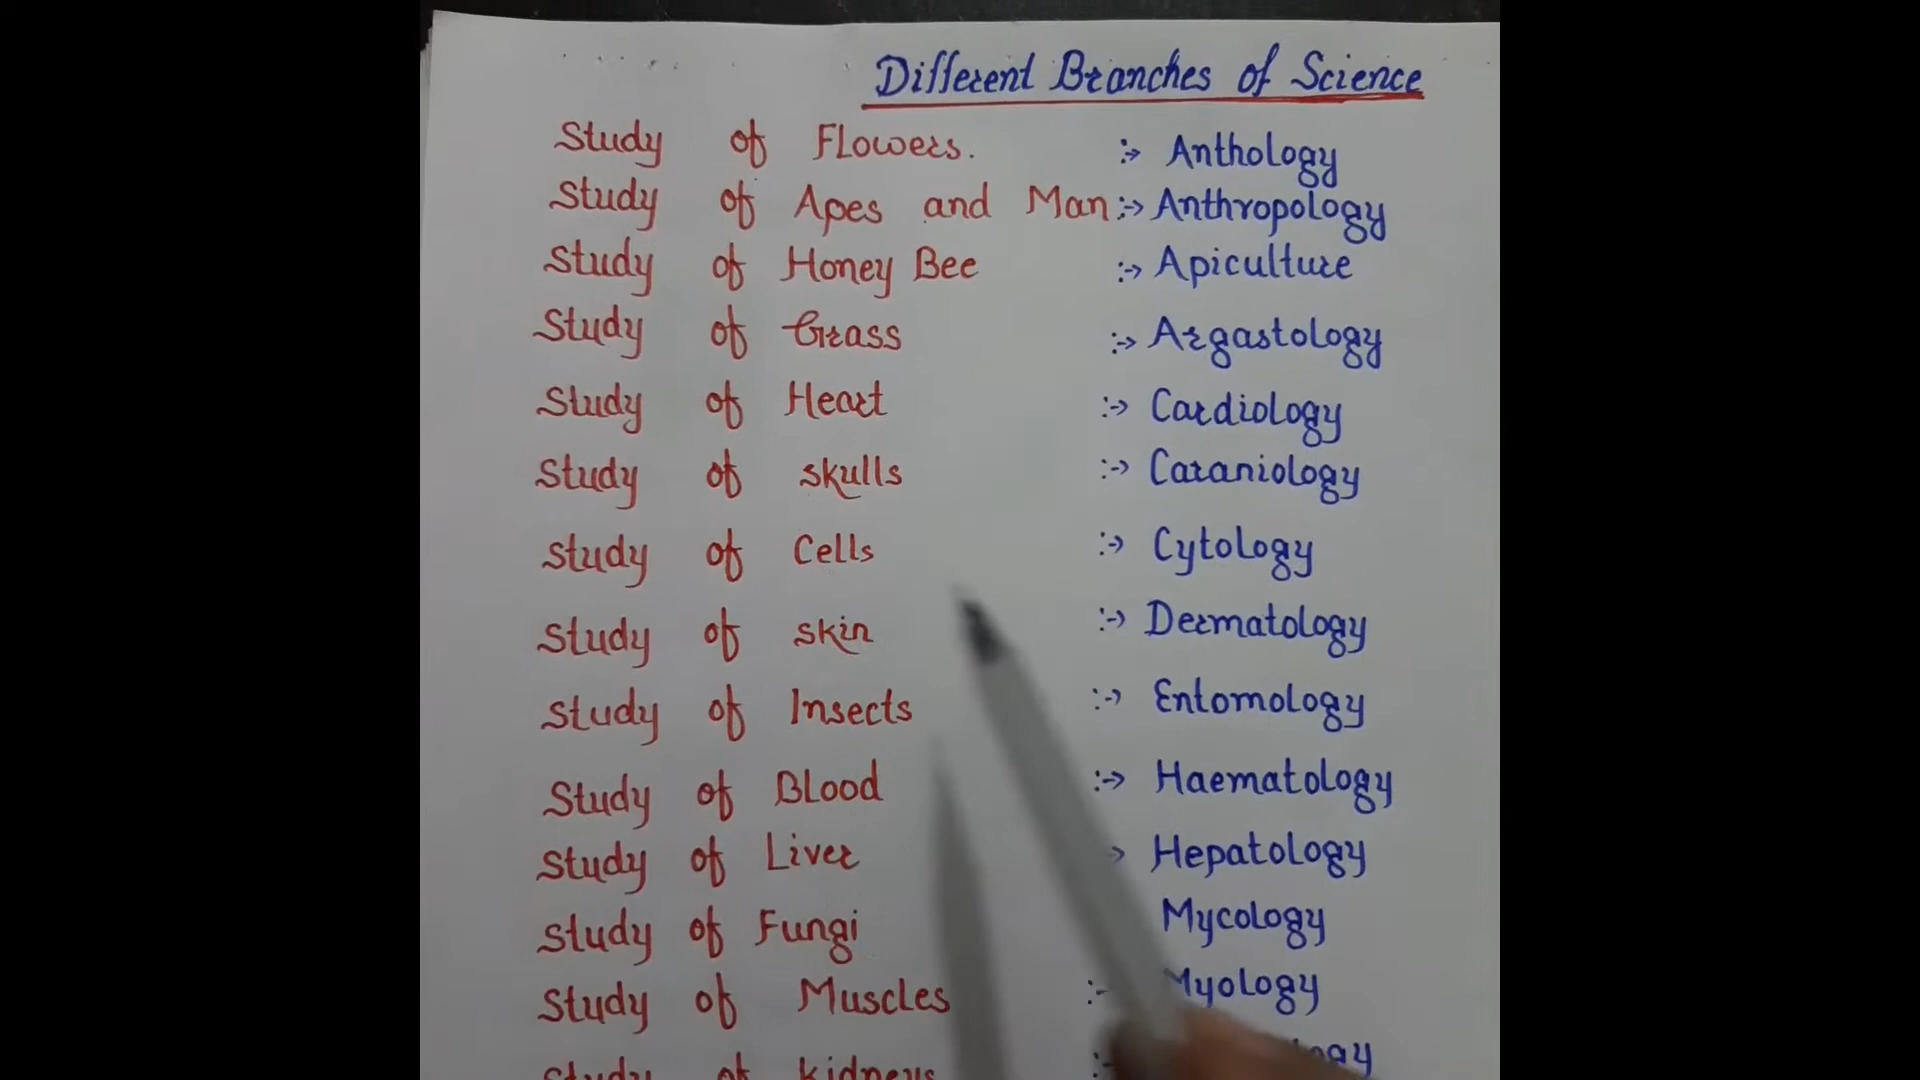 Different Branches of Science
Study of Flowers. :-> Anthology
Study of Apes and Man :-> Anthropology
Study of Honey Bee :-> Apiculture
Study of Grass :-> Argastology
Study of Heart :-> Cardiology
Study of skulls :-> Caraniology
study of Cells :-> Cytology
study of skin :-> Dermatology
study of Insects :-> Entomology
Study of Blood :-> Haematology
study of Liver > Hepatology
study of Fungi Mycology
study of Muscles :- Myology
study of kidneys :-